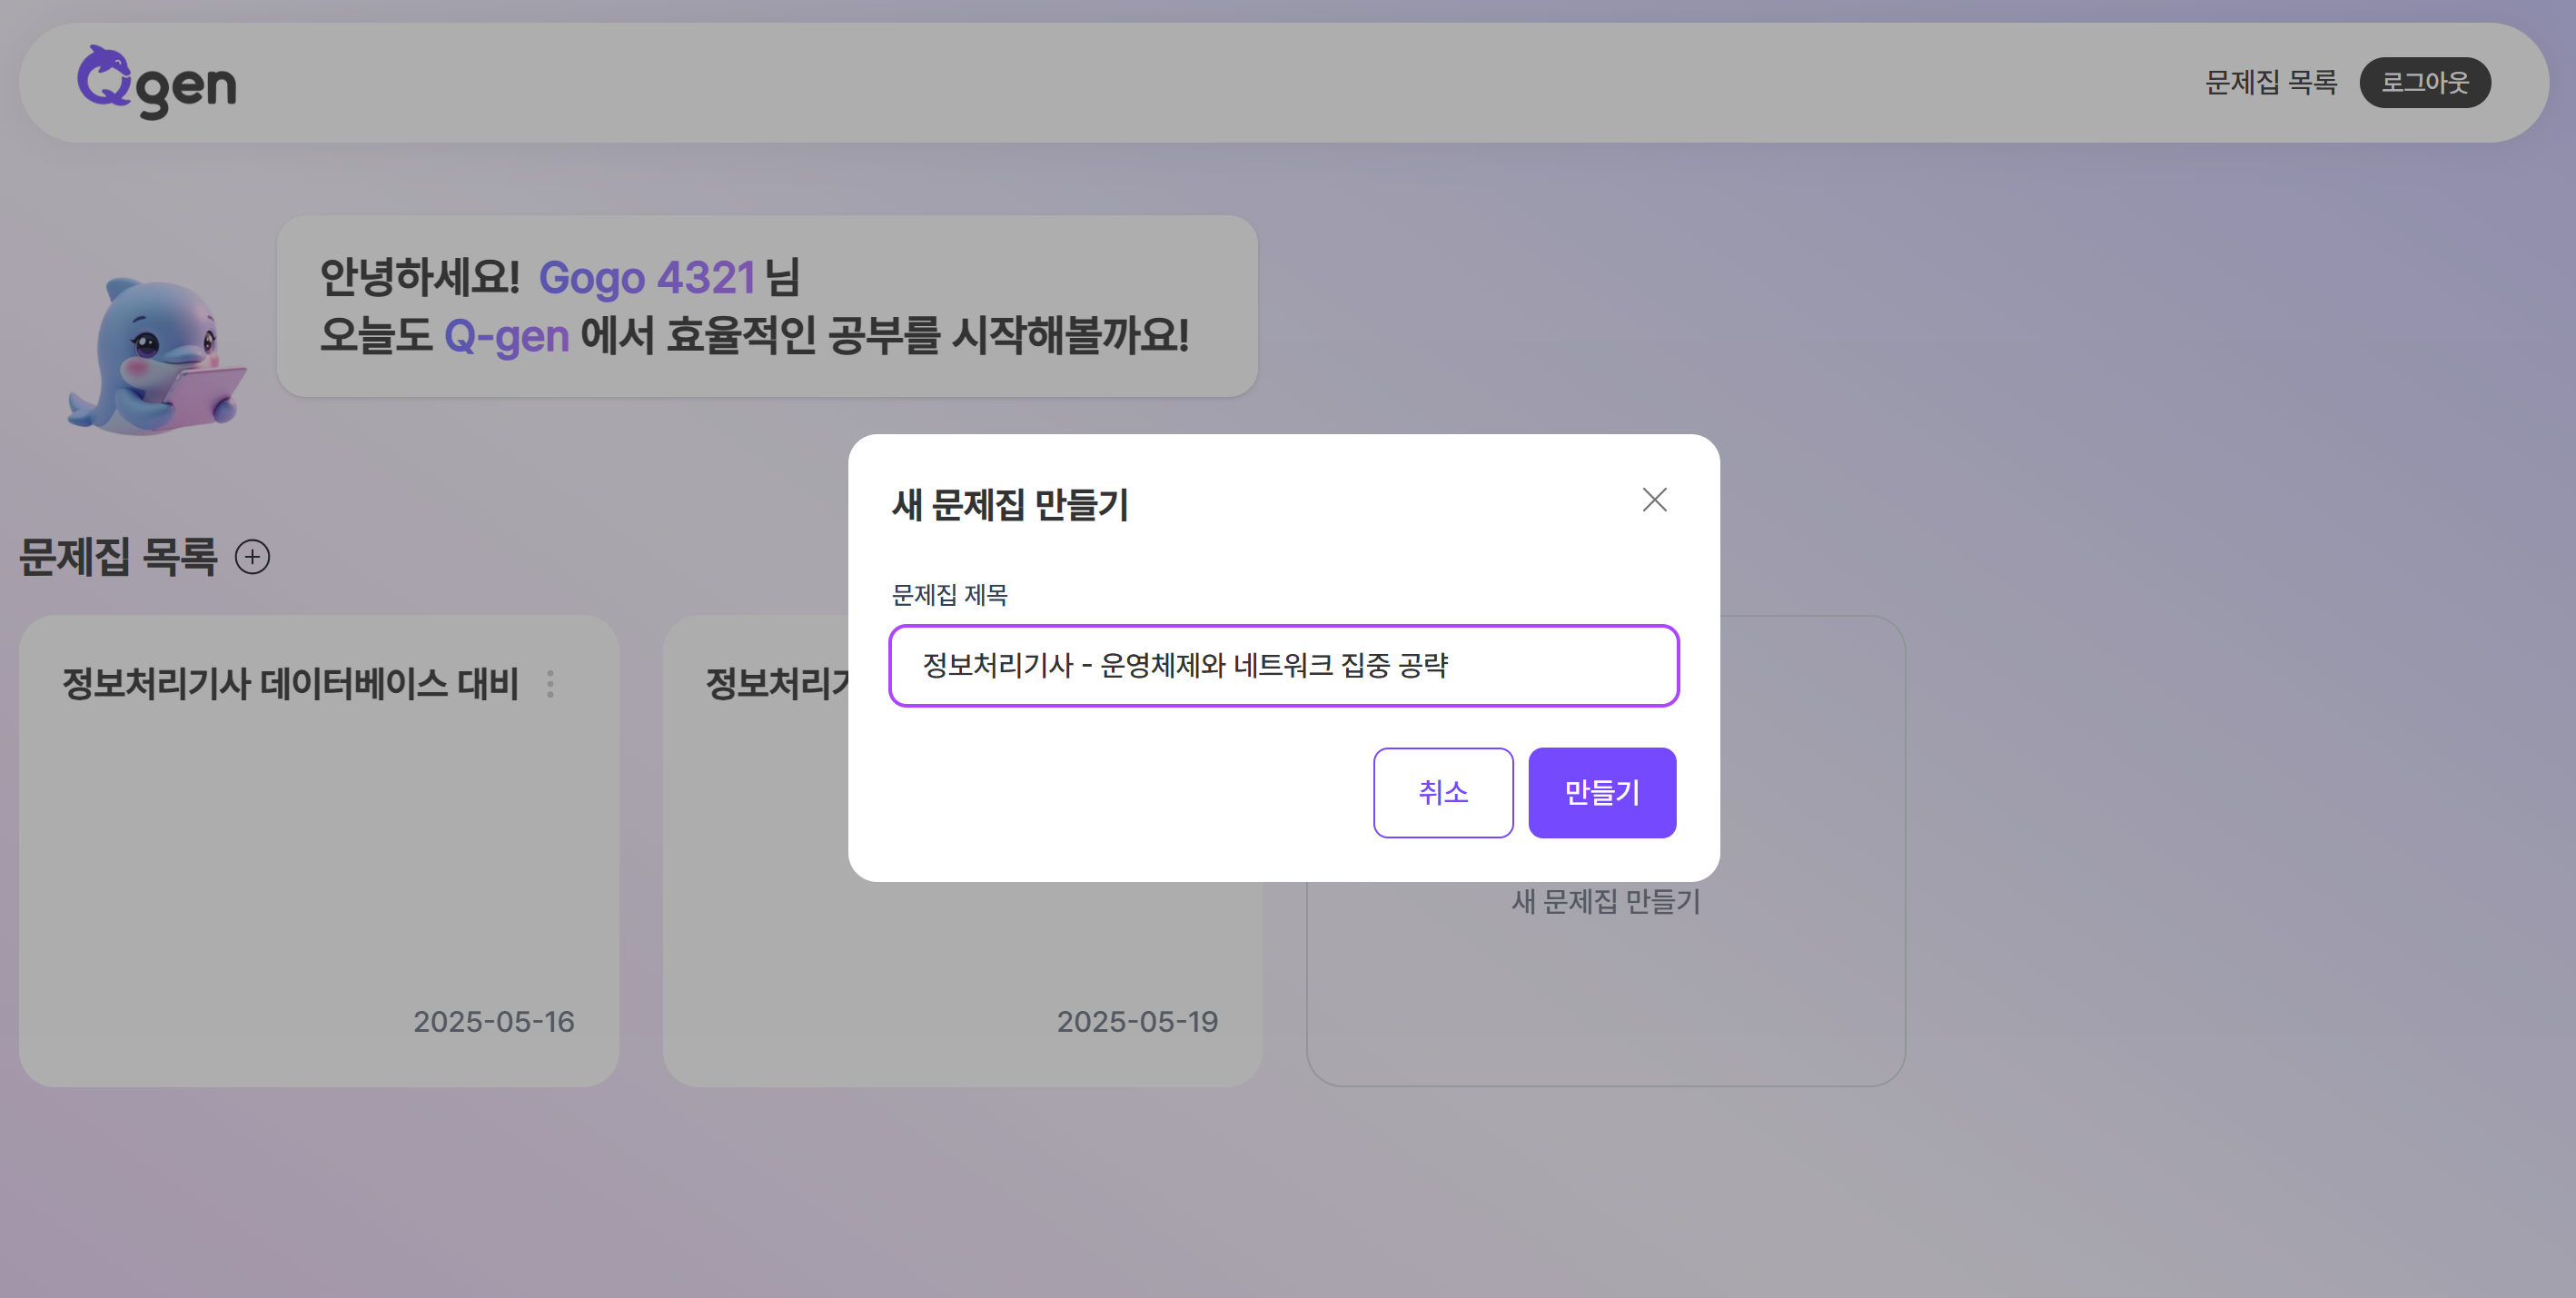 Qgen
문제집 목록
로그아웃
안녕하세요! Gogo 4321 님
오늘도 Q-gen 에서 효율적인 공부를 시작해볼까요!
문제집 목록
정보처리기사 데이터베이스 대비
2025-05-16
2025-05-19
새 문제집 만들기
새 문제집 만들기
문제집 제목
정보처리기사 - 운영체제와 네트워크 집중 공략
취소
만들기